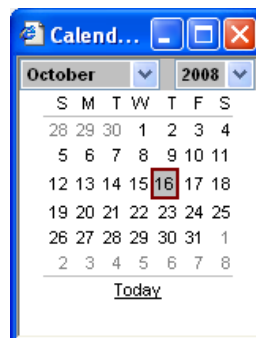 Calend...
October 2008
S M T W T F S
28 29 30 1 2 3 4
5 6 7 8 9 10 11
12 13 14 15 16 17 18
19 20 21 22 23 24 25
26 27 28 29 30 31 1
2 3 4 5 6 7 8
Today